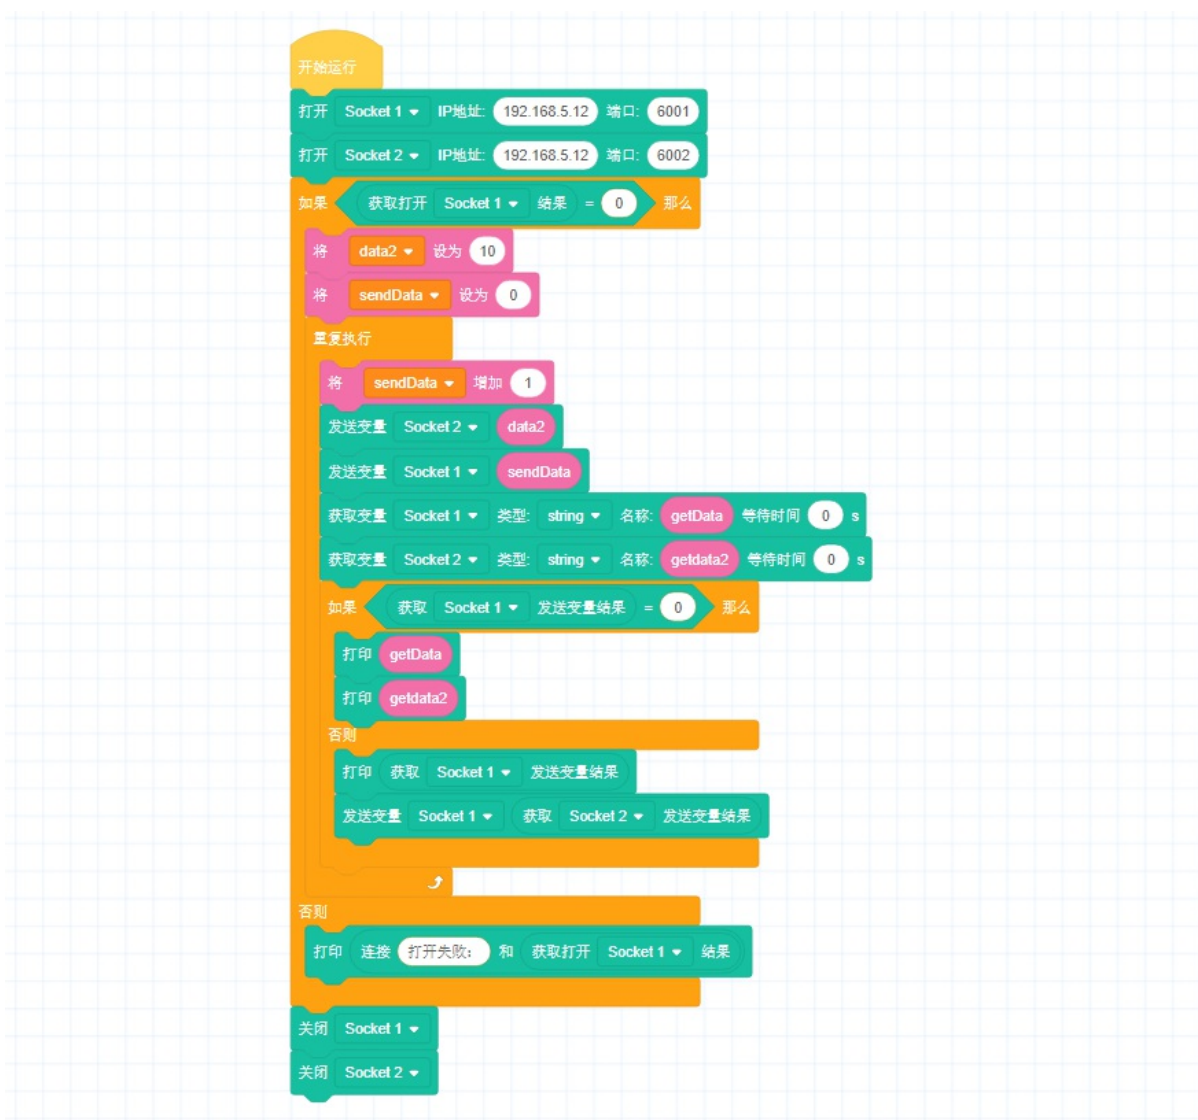 开始运行
打开 Socket 1 IP地址: 192.168.5.12 端口: 6001
打开 Socket 2 IP地址: 192.168.5.12 端口: 6002
如果 获取打开 Socket 1 结果 = 0 那么
将 data2 设为 10
将 sendData 设为 0
重复执行
将 sendData 增加 1
发送变量 Socket 2 data2
发送变量 Socket 1 sendData
获取变量 Socket 1 类型: string 名称: getData 等待时间 0 s
获取变量 Socket 2 类型: string 名称: getdata2 等待时间 0 s
如果 获取 Socket 1 发送变量结果 = 0 那么
打印 getData
打印 getdata2
否则
打印 获取 Socket 1 发送变量结果
发送变量 Socket 1 获取 Socket 2 发送变量结果
否则
打印 连接 打开失败: 和 获取打开 Socket 1 结果
关闭 Socket 1
关闭 Socket 2